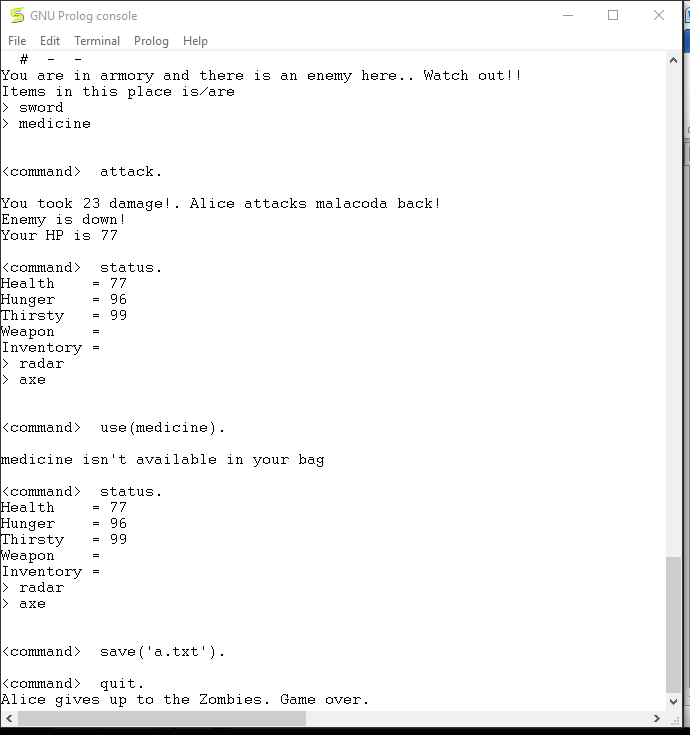 GNU Prolog console
File Edit Terminal Prolog Help
# - -
You are in armory and there is an enemy here.. Watch out!!
Items in this place is/are
> sword
> medicine
<command> attack.
You took 23 damage!. Alice attacks malacoda back!
Enemy is down!
Your HP is 77
<command> status.
Health = 77
Hunger = 96
Thirsty = 99
Weapon =
Inventory =
> radar
> axe
<command> use(medicine).
medicine isn't available in your bag
<command> status.
Health = 77
Hunger = 96
Thirsty = 99
Weapon =
Inventory =
> radar
> axe
<command> save('a.txt').
<command> quit.
Alice gives up to the Zombies. Game over.